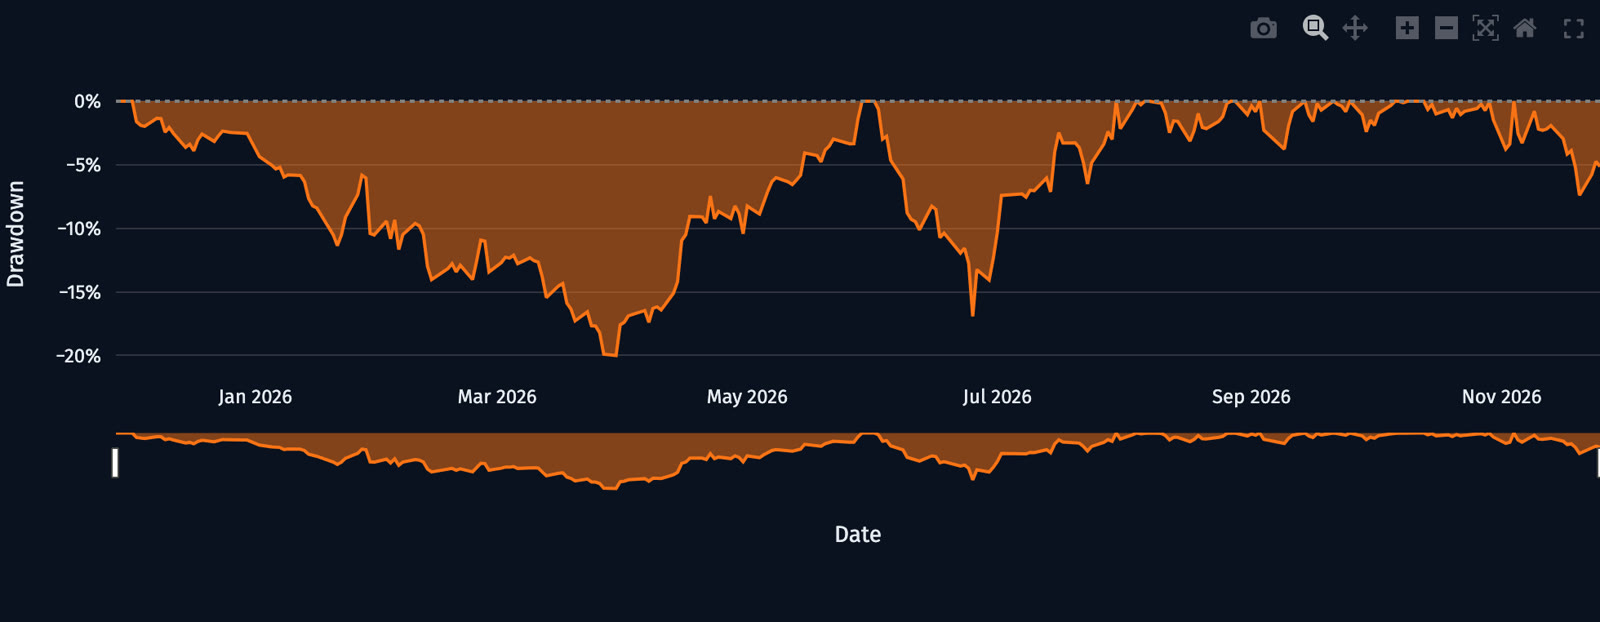 0%
−5%
−10%
−15%
−20%
Drawdown
Jan 2026
Mar 2026
May 2026
Jul 2026
Sep 2026
Nov 2026
Date